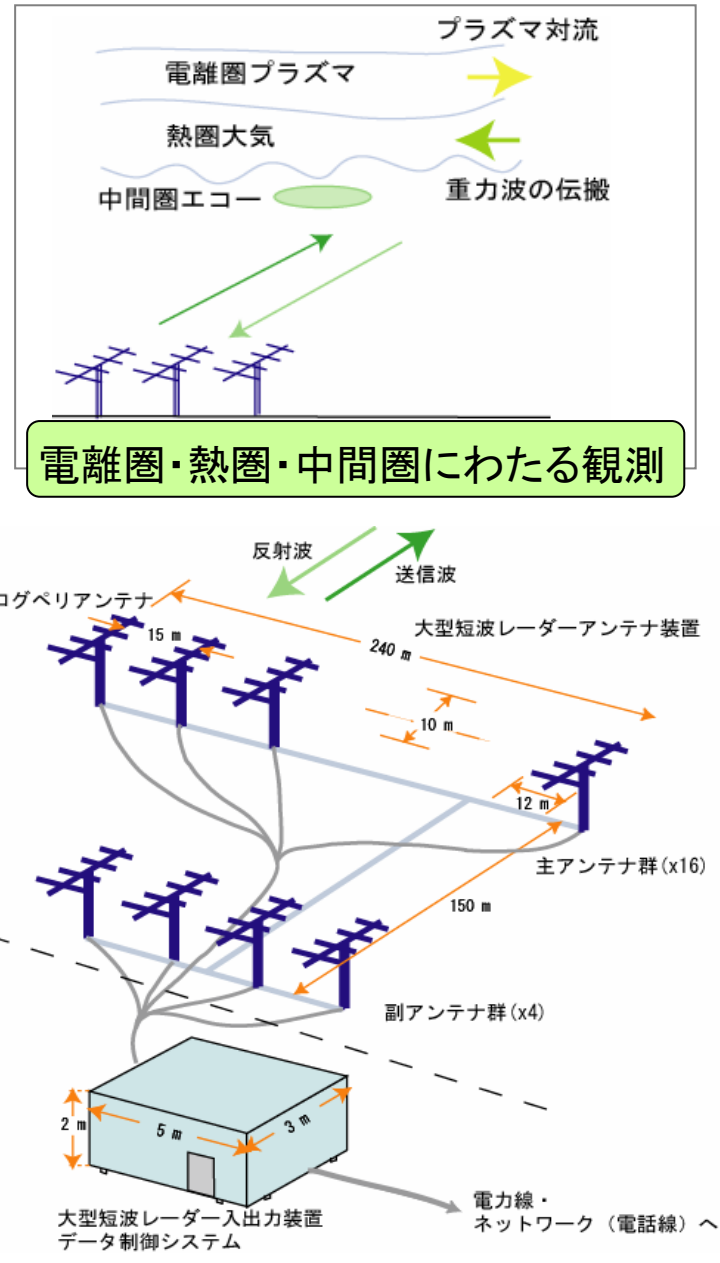 プラズマ対流
電離圏プラズマ
熱圏大気
中間圏エコー
重力波の伝搬
電離圏・熱圏・中間圏にわたる観測
反射波
送信波
ログペリアンテナ
大型短波レーダーアンテナ装置
15 m
240 m
10 m
12 m
主アンテナ群(x16)
150 m
副アンテナ群(x4)
2 m
5 m
3 m
大型短波レーダー入出力装置
データ制御システム
電力線・
ネットワーク（電話線）へ